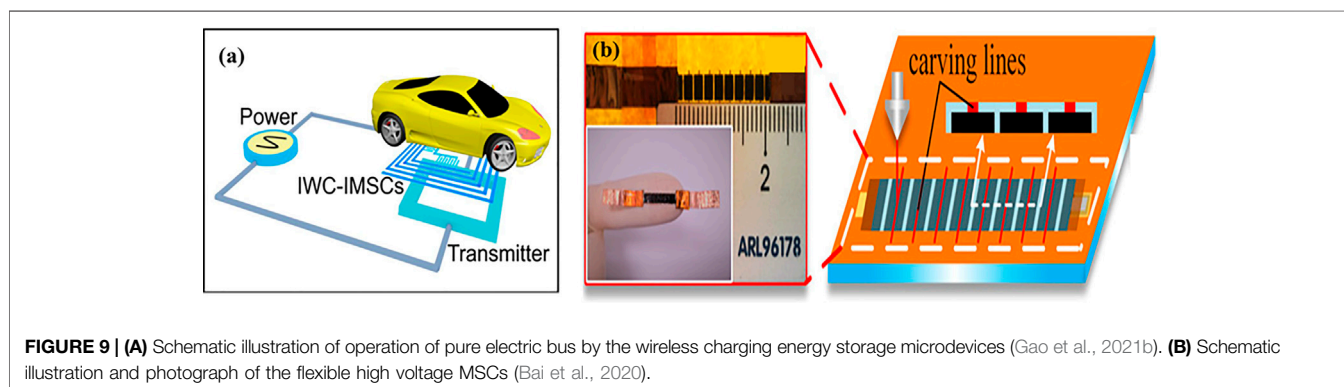 (a)
Power
IWC-IMSCs
Transmitter
(b)
2
ARL96178
carving lines
FIGURE 9 | (A) Schematic illustration of operation of pure electric bus by the wireless charging energy storage microdevices (Gao et al., 2021b). (B) Schematic
illustration and photograph of the flexible high voltage MSCs (Bai et al., 2020).